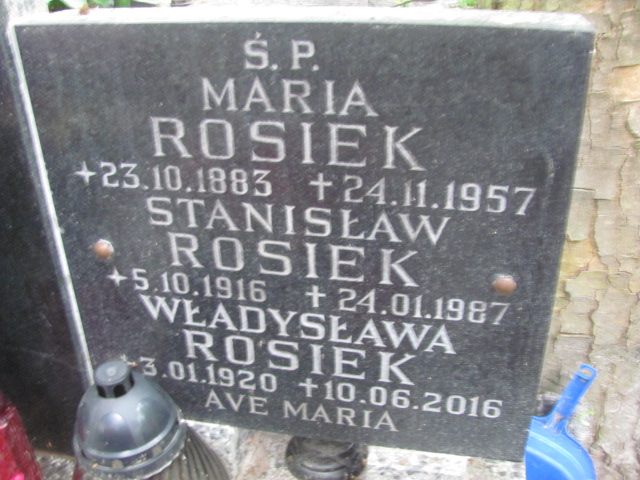 Ś.P.
MARIA
ROSIEK
✦23.10.1883 ✝24.11.1957
STANISŁAW
ROSIEK
✦5.10.1916 ✝24.01.1987
WŁADYSŁAWA
ROSIEK
✦3.01.1920 ✝10.06.2016
AVE MARIA